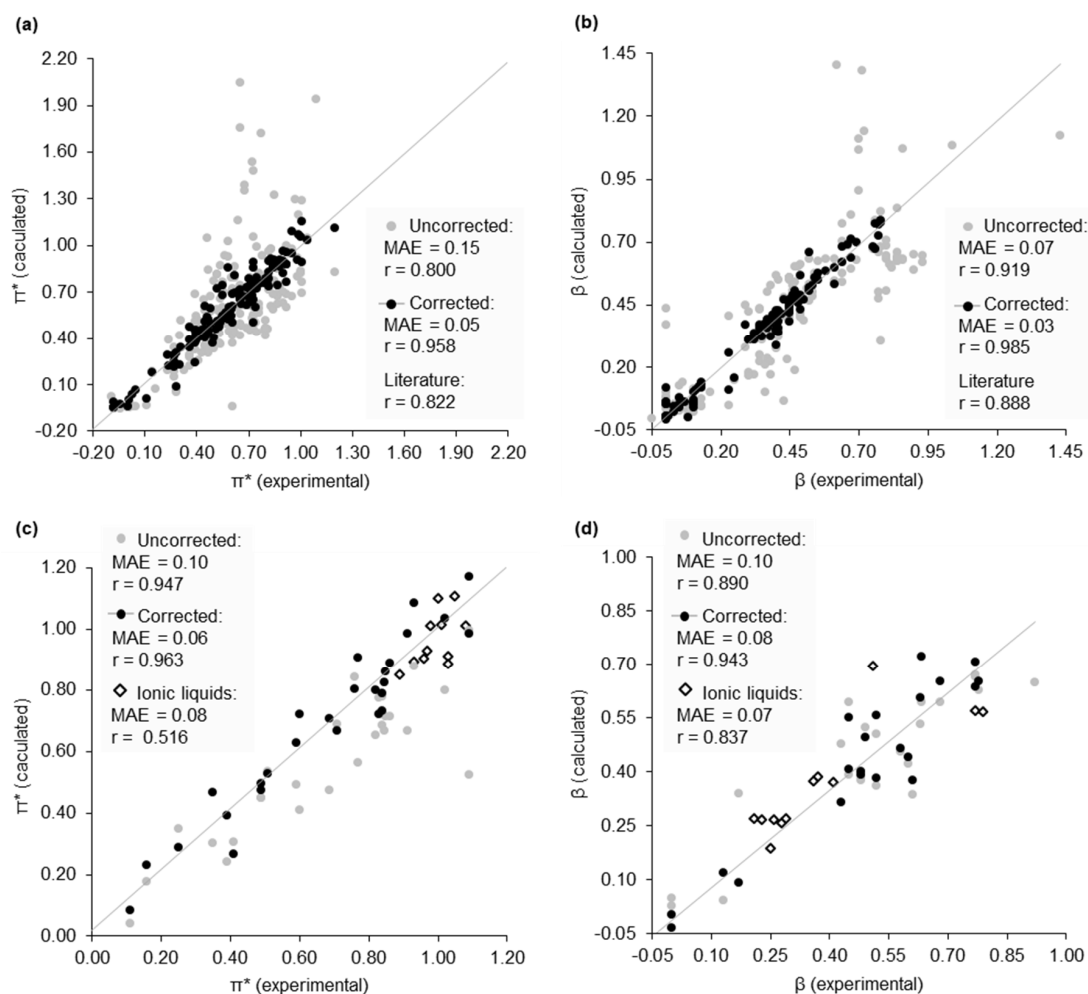 (a)
2.20
1.90
1.60
1.30
1.00
0.70
0.40
0.10
-0.20
π* (caculated)
-0.20 0.10 0.40 0.70 1.00 1.30 1.60 1.90 2.20
π* (experimental)
Uncorrected:
MAE = 0.15
r = 0.800
Corrected:
MAE = 0.05
r = 0.958
Literature:
r = 0.822
(b)
1.45
1.20
0.95
0.70
0.45
0.20
-0.05
β (calculated)
-0.05 0.20 0.45 0.70 0.95 1.20 1.45
β (experimental)
Uncorrected:
MAE = 0.07
r = 0.919
Corrected:
MAE = 0.03
r = 0.985
Literature
r = 0.888
(c)
Uncorrected:
MAE = 0.10
r = 0.947
Corrected:
MAE = 0.06
r = 0.963
Ionic liquids:
MAE = 0.08
r = 0.516
1.20
1.00
0.80
0.60
0.40
0.20
0.00
π* (caculated)
0.00 0.20 0.40 0.60 0.80 1.00 1.20
π* (experimental)
(d)
Uncorrected:
MAE = 0.10
r = 0.890
Corrected:
MAE = 0.08
r = 0.943
Ionic liquids:
MAE = 0.07
r = 0.837
1.00
0.85
0.70
0.55
0.40
0.25
0.10
-0.05
β (calculated)
-0.05 0.10 0.25 0.40 0.55 0.70 0.85 1.00
β (experimental)